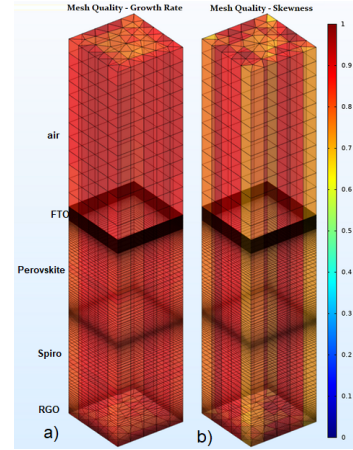 Mesh Quality - Growth Rate
Mesh Quality - Skewness
1
0.9
0.8
0.7
0.6
0.5
0.4
0.3
0.2
0.1
0
air
FTO
Perovskite
Spiro
RGO
a)
b)